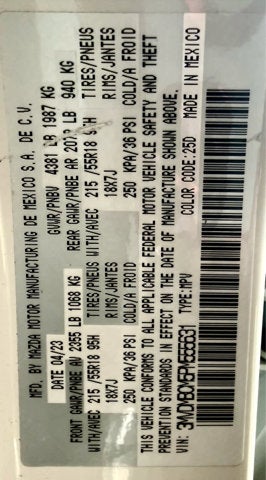 MFD. BY MAZDA MOTOR MANUFACTURING DE MEXICO S.A. DE C.V.
DATE 04/23 GVWR/PNBV 4381 LB 1987 KG
FRONT GAWR/PNBE AV 2355 LB 1068 KG REAR GAWR/PNBE AR LB 940 KG
WITH/AVEC 215 /55R18 95H TIRES/PNEUS WITH/AVEC 215 /55R18 95H TIRES/PNEUS
18X7J RIMS/JANTES 18X7J RIMS/JANTES
250 KPA/36 PSI COLD/A FROID 250 KPA/36 PSI COLD/A FROID
THIS VEHICLE CONFORMS TO ALL APPLICABLE FEDERAL MOTOR VEHICLE SAFETY AND THEFT
PREVENTION STANDARDS IN EFFECT ON THE DATE OF MANUFACTURE SHOWN ABOVE.
VIN: TYPE:MPV COLOR CODE:25D MADE IN MEXICO